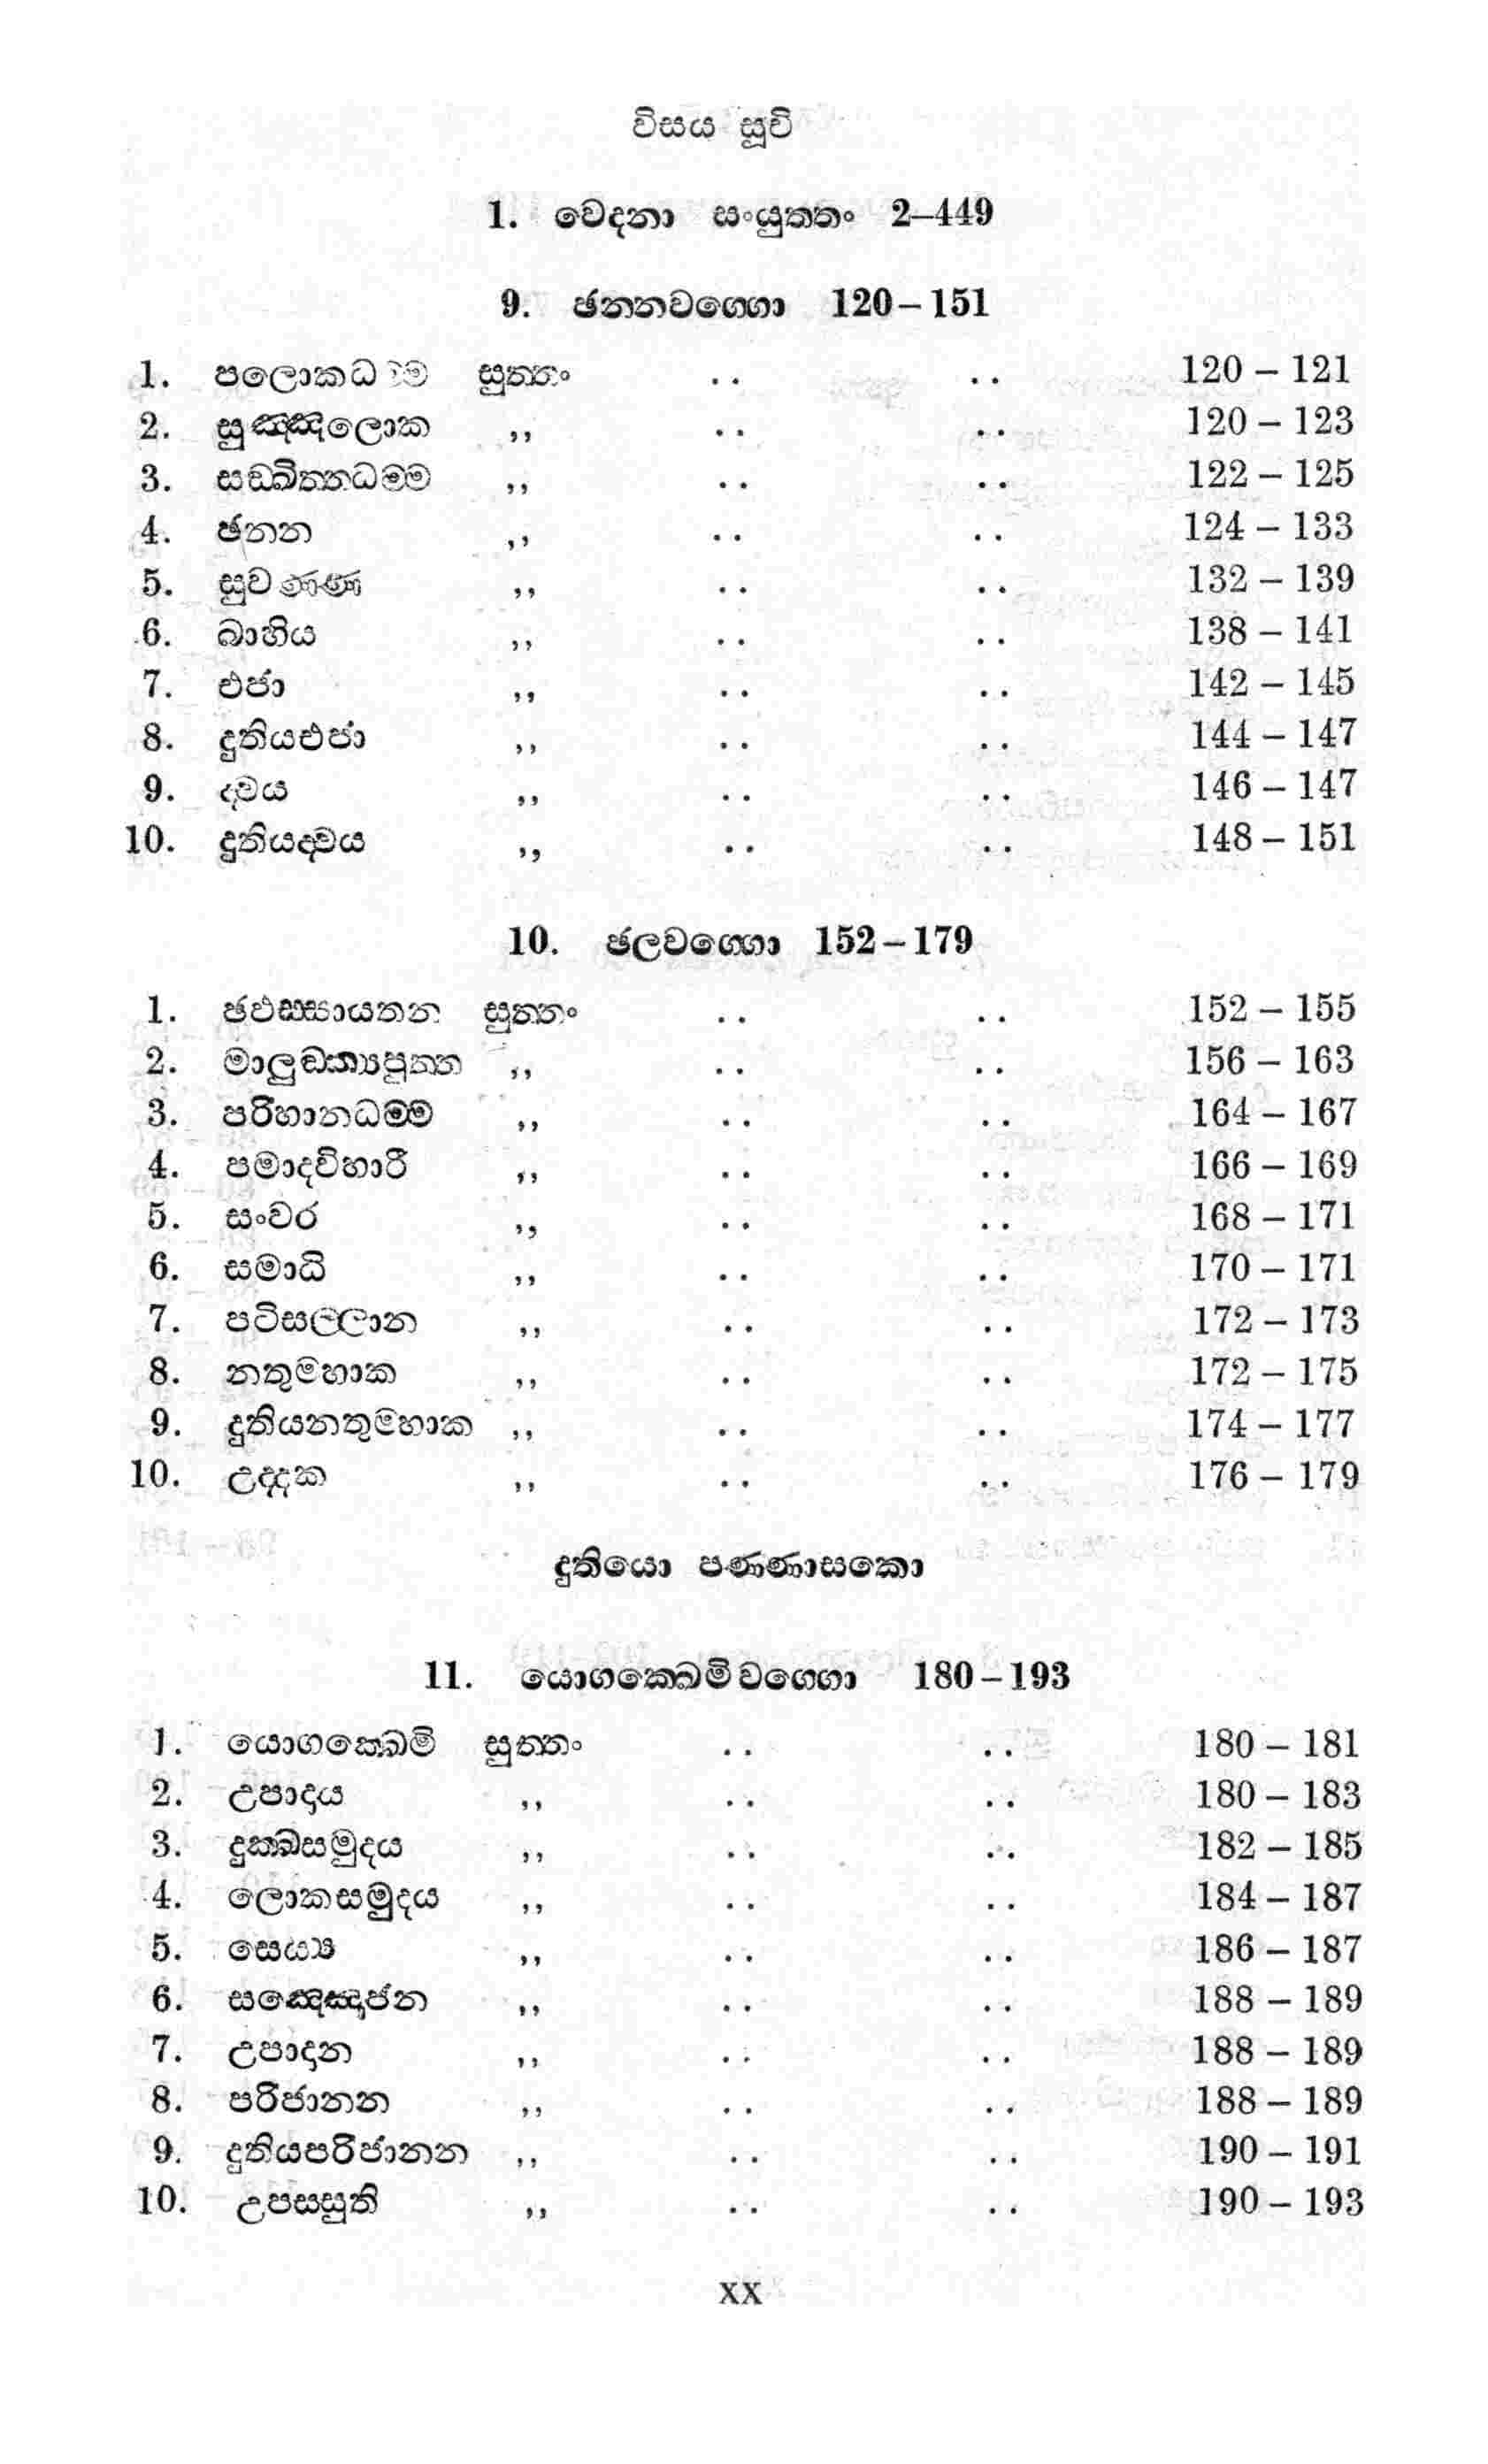 විසය සූචි
1. වෙදනා සංයුත්තං 2–449
9. ඡන්නවග්ගො 120–151
1. පලොකධම්ම සුත්තං .. .. 120–121
2. සුඤ්ඤලොක ,, .. .. 120–123
3. සඞ්ඛිත්තධම්ම ,, .. .. 122–125
4. ඡන්න ,, .. .. 124–133
5. සුවණ්ණ ,, .. .. 132–139
6. බාහිය ,, .. .. 138–141
7. එජා ,, .. .. 142–145
8. දුතියඑජා ,, .. .. 144–147
9. ද්වය ,, .. .. 146–147
10. දුතියද්වය ,, .. .. 148–151
10. ඡලවග්ගො 152–179
1. ඡඵස්සායතන සුත්තං .. .. 152–155
2. මාලුඞ්ක්‍යපුත්ත ,, .. .. 156–163
3. පරිහානධම්ම ,, .. .. 164–167
4. පමාදවිහාරී ,, .. .. 166–169
5. සංවර ,, .. .. 168–171
6. සමාධි ,, .. .. 170–171
7. පටිසල්ලාන ,, .. .. 172–173
8. නතුම්හාක ,, .. .. 172–175
9. දුතියනතුම්හාක ,, .. .. 174–177
10. උද්දක ,, .. .. 176–179
දුතියො පණ්ණාසකො
11. යොගක්ඛෙමිවග්ගො 180–193
1. යොගක්ඛෙමි සුත්තං .. .. 180–181
2. උපාදාය ,, .. .. 180–183
3. දුක්ඛසමුදය ,, .. .. 182–185
4. ලොකසමුදය ,, .. .. 184–187
5. සෙය්‍ය ,, .. .. 186–187
6. සඤ්ඤොජන ,, .. .. 188–189
7. උපාදාන ,, .. .. 188–189
8. පරිජානන ,, .. .. 188–189
9. දුතියපරිජානන ,, .. .. 190–191
10. උපස්සුති ,, .. .. 190–193
XX